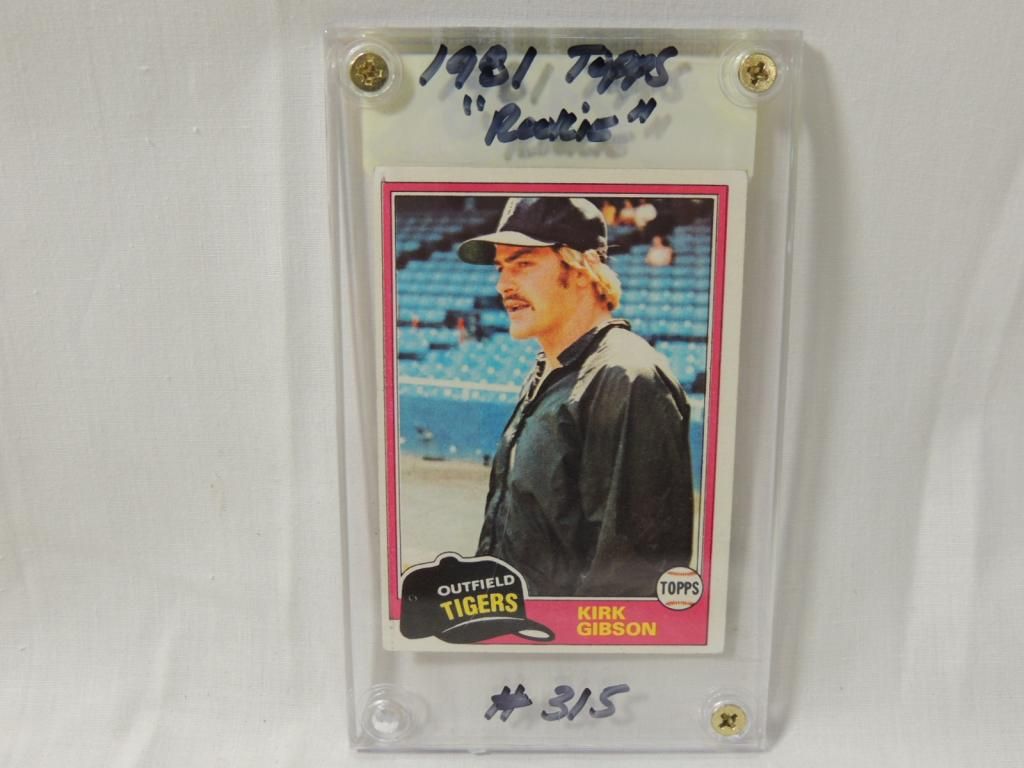 1981 Topps
"Rookie"
OUTFIELD
TIGERS
KIRK
GIBSON
TOPPS
# 315